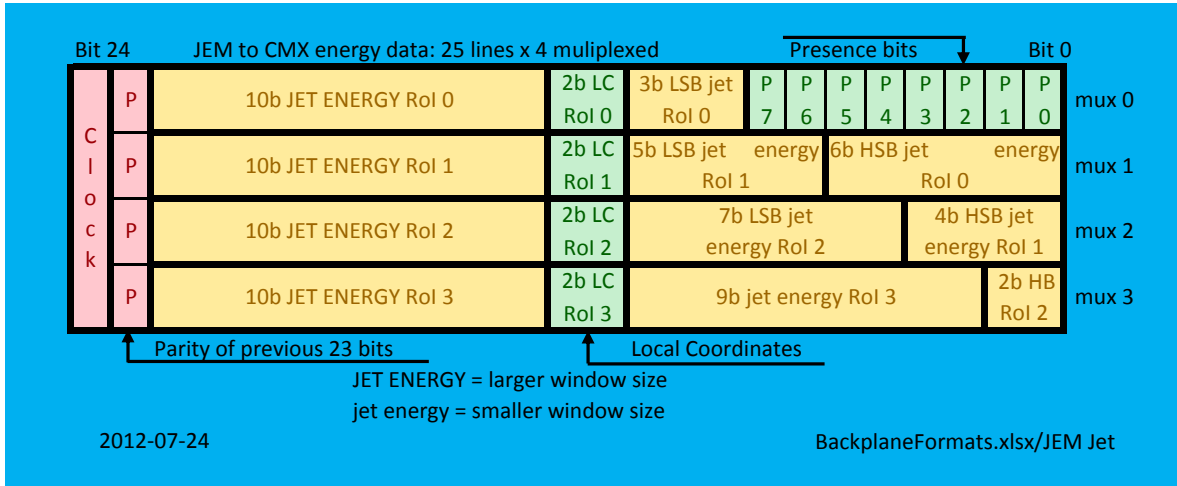 Bit 24 JEM to CMX energy data: 25 lines x 4 muliplexed Presence bits Bit 0
Clock
P 10b JET ENERGY RoI 0 2b LC RoI 0 3b LSB jet RoI 0 P 7 P 6 P 5 P 4 P 3 P 2 P 1 P 0 mux 0
P 10b JET ENERGY RoI 1 2b LC RoI 1 5b LSB jet energy RoI 1 6b HSB jet energy RoI 0 mux 1
P 10b JET ENERGY RoI 2 2b LC RoI 2 7b LSB jet energy RoI 2 4b HSB jet energy RoI 1 mux 2
P 10b JET ENERGY RoI 3 2b LC RoI 3 9b jet energy RoI 3 2b HB RoI 2 mux 3
Parity of previous 23 bits Local Coordinates
JET ENERGY = larger window size
jet energy = smaller window size
2012-07-24 BackplaneFormats.xlsx/JEM Jet